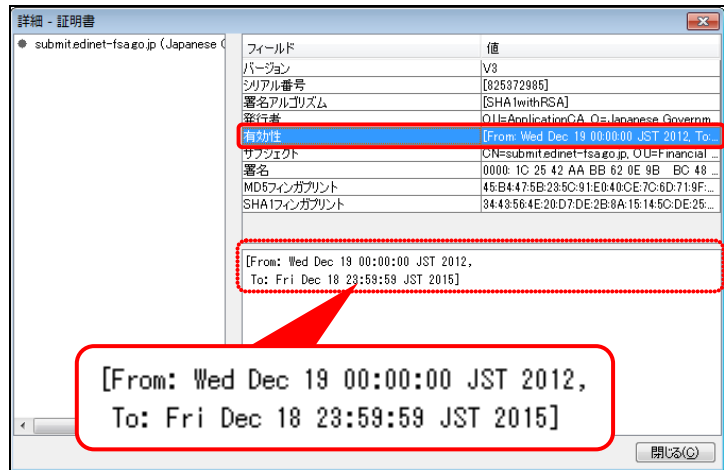 詳細 - 証明書
submit.edinet-fsa.go.jp (Japanese G
フィールド 値
バージョン V3
シリアル番号 [825372985]
署名アルゴリズム [SHA1withRSA]
発行者 OU=ApplicationCA, O=Japanese Governm...
有効性 [From: Wed Dec 19 00:00:00 JST 2012, To:...
サブジェクト CN=submit.edinet-fsa.go.jp, OU=Financial ...
署名 0000: 1C 25 42 AA BB 62 0E 9B BC 48 ...
MD5フィンガプリント 45:B4:47:5B:23:5C:91:E0:40:CE:7C:6D:71:9F:...
SHA1フィンガプリント 34:43:56:4E:20:D7:DE:2B:8A:15:14:5C:DE:25:...
[From: Wed Dec 19 00:00:00 JST 2012,
To: Fri Dec 18 23:59:59 JST 2015]
[From: Wed Dec 19 00:00:00 JST 2012,
To: Fri Dec 18 23:59:59 JST 2015]
閉じる(C)